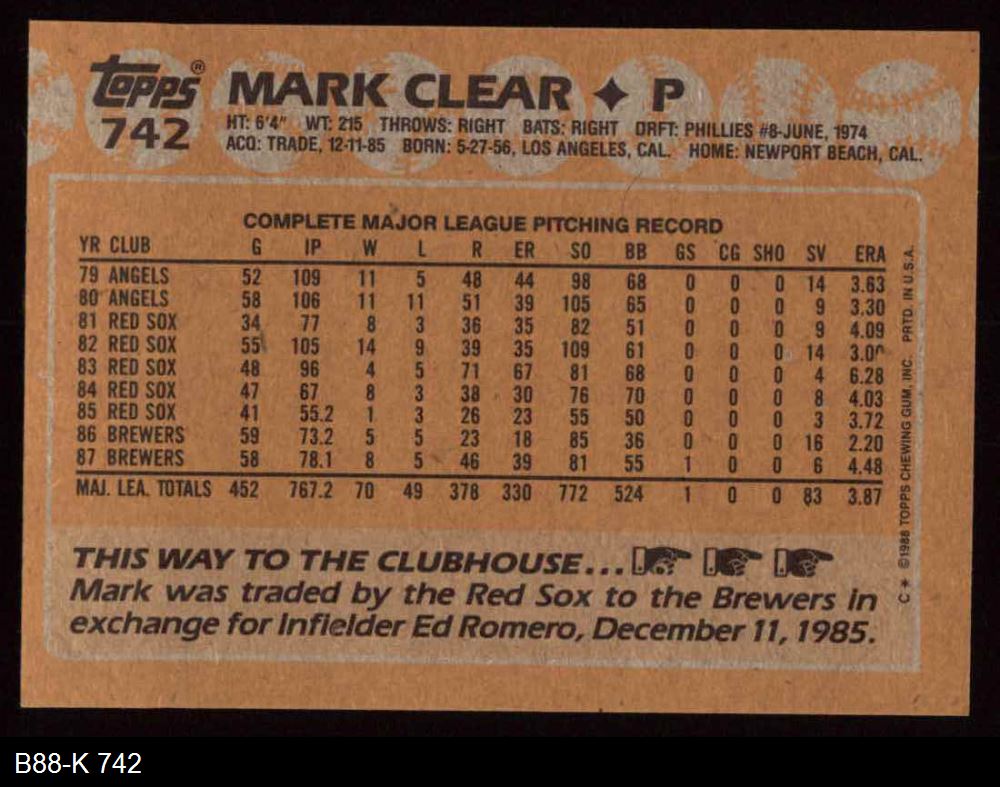 topps® MARK CLEAR ✦ P
742 HT: 6'4" WT: 215 THROWS: RIGHT BATS: RIGHT DRFT: PHILLIES #8-JUNE, 1974
ACQ: TRADE, 12-11-85 BORN: 5-27-56, LOS ANGELES, CAL. HOME: NEWPORT BEACH, CAL.
COMPLETE MAJOR LEAGUE PITCHING RECORD
YR CLUB G IP W L R ER SO BB GS CG SHO SV ERA
79 ANGELS 52 109 11 5 48 44 98 68 0 0 0 14 3.63
80 ANGELS 58 106 11 11 51 39 105 65 0 0 0 9 3.30
81 RED SOX 34 77 8 3 36 35 82 51 0 0 0 9 4.09
82 RED SOX 55 105 14 9 39 35 109 61 0 0 0 14
83 RED SOX 48 96 4 5 71 67 81 68 0 0 0 4 6.28
84 RED SOX 47 67 8 3 38 30 76 70 0 0 0 8 4.03
85 RED SOX 41 55.2 1 3 26 23 55 50 0 0 0 3 3.72
86 BREWERS 59 73.2 5 5 23 18 85 36 0 0 0 16 2.20
87 BREWERS 58 78.1 8 5 46 39 81 55 1 0 0 6 4.48
MAJ. LEA. TOTALS 452 767.2 70 49 378 330 772 524 1 0 0 83 3.87
THIS WAY TO THE CLUBHOUSE...
Mark was traded by the Red Sox to the Brewers in
exchange for Infielder Ed Romero, December 11, 1985.
C* ©1988 TOPPS CHEWING GUM, INC. PRTD. IN U.S.A.
B88-K 742